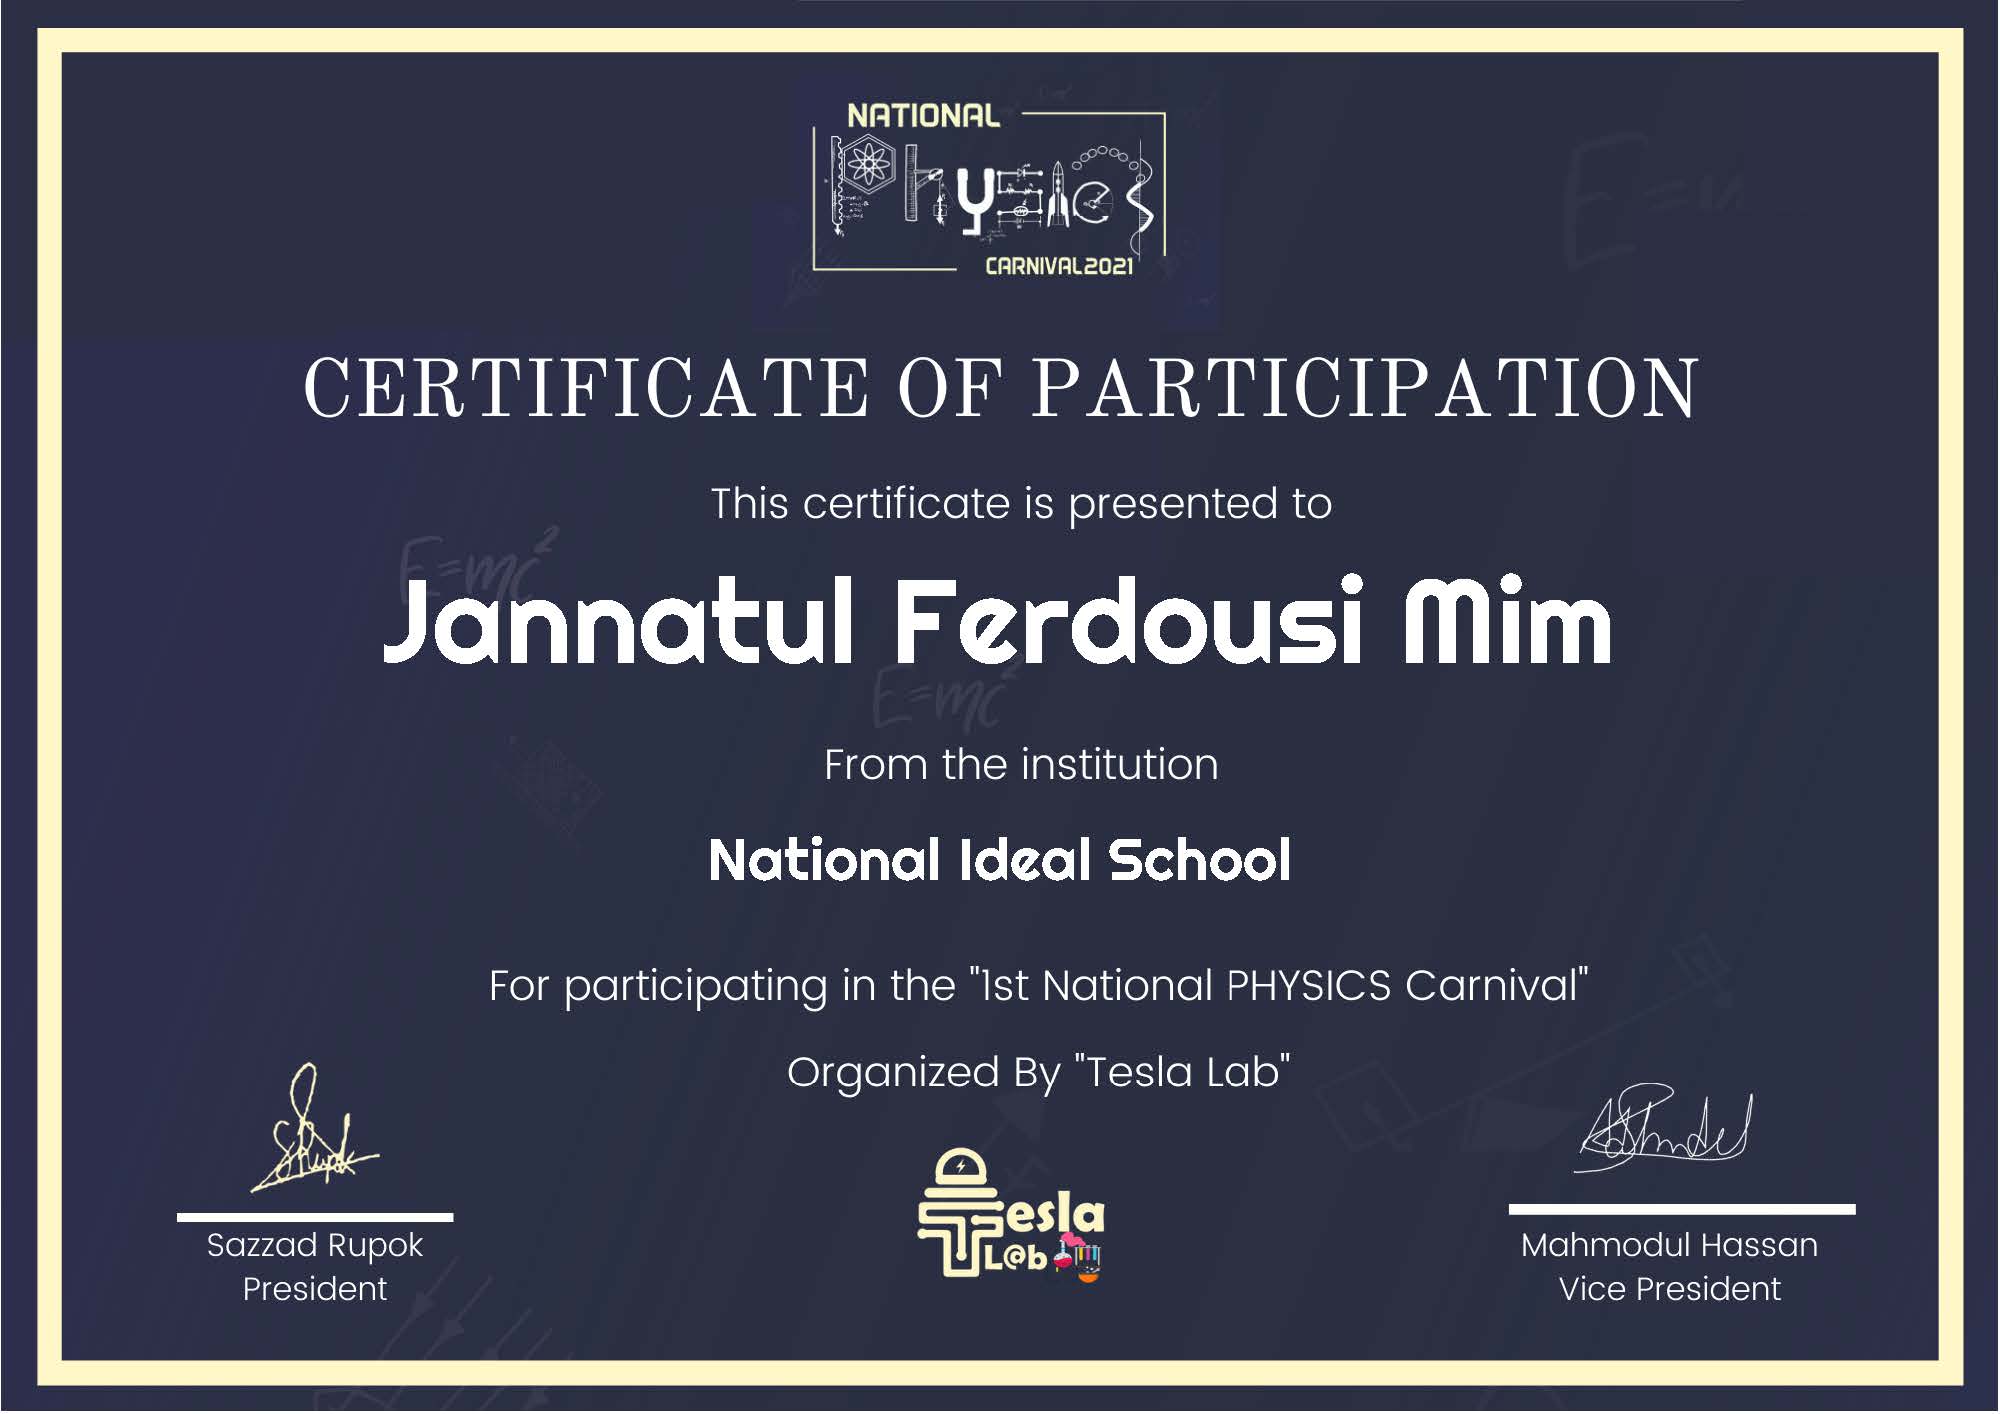 NATIONAL
Physics
CARNIVAL2021
E=m
CERTIFICATE OF PARTICIPATION
This certificate is presented to
E=mc²
Jannatul Ferdousi Mim
E=mc²
From the institution
National Ideal School
For participating in the "1st National PHYSICS Carnival"
Organized By "Tesla Lab"
Tesla
L@b
Sazzad Rupok
President
Mahmodul Hassan
Vice President